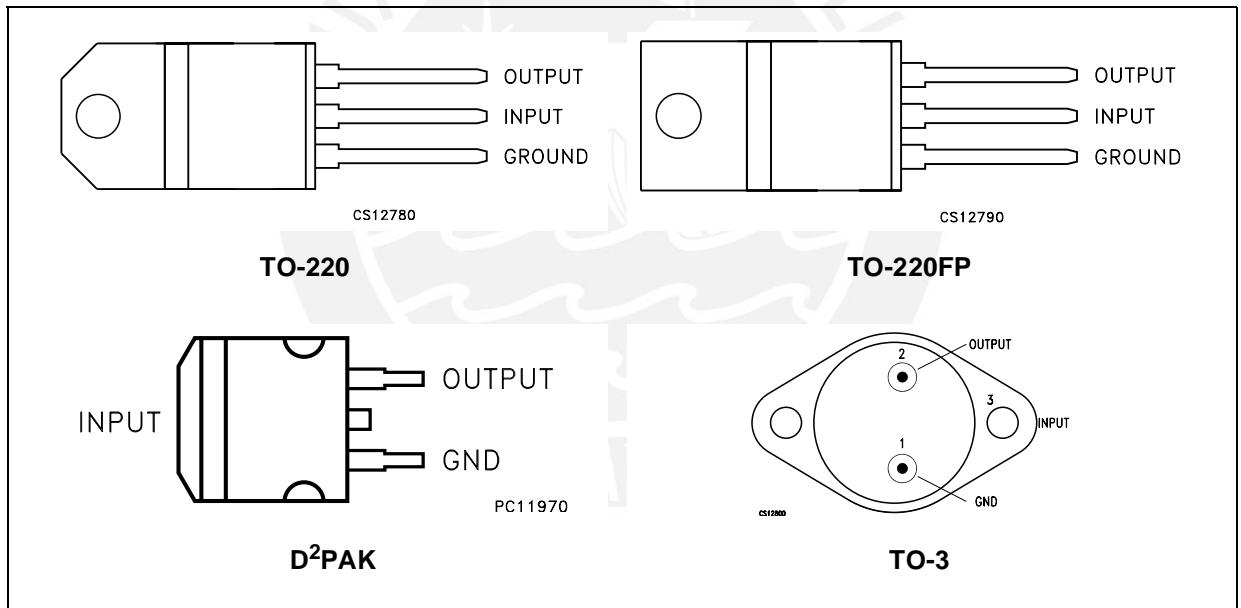 OUTPUT
INPUT
GROUND
CS12780
TO-220
OUTPUT
INPUT
GROUND
CS12790
TO-220FP
INPUT
OUTPUT
GND
PC11970
D²PAK
2
OUTPUT
3
INPUT
1
GND
CS12800
TO-3